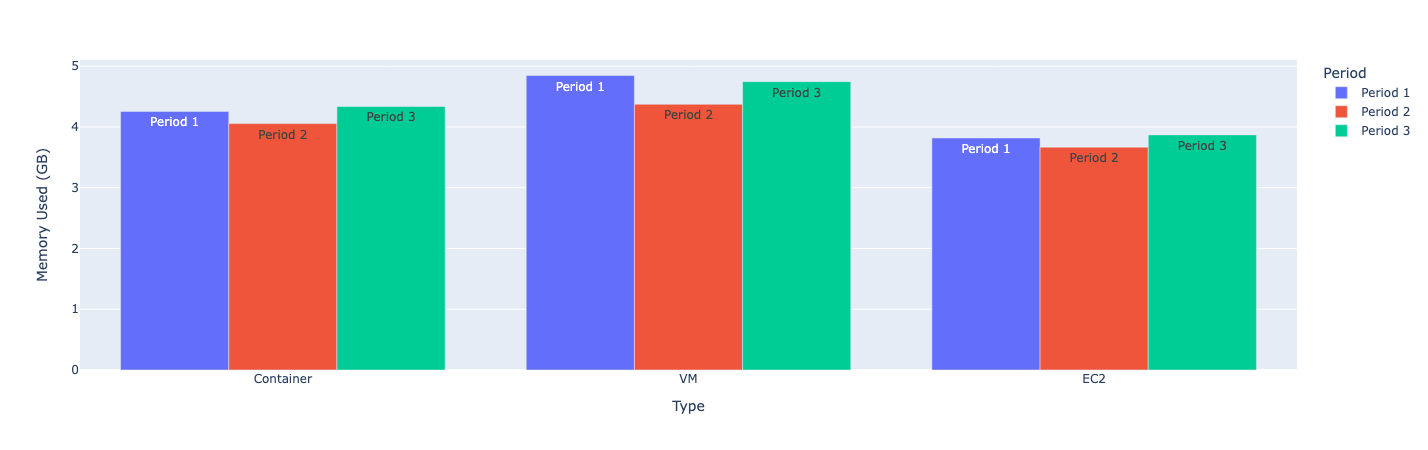 Period
Period 1
Period 2
Period 3
5
4
3
2
1
0
Memory Used (GB)
Period 1
Period 2
Period 3
Period 1
Period 2
Period 3
Period 1
Period 2
Period 3
Container
VM
EC2
Type